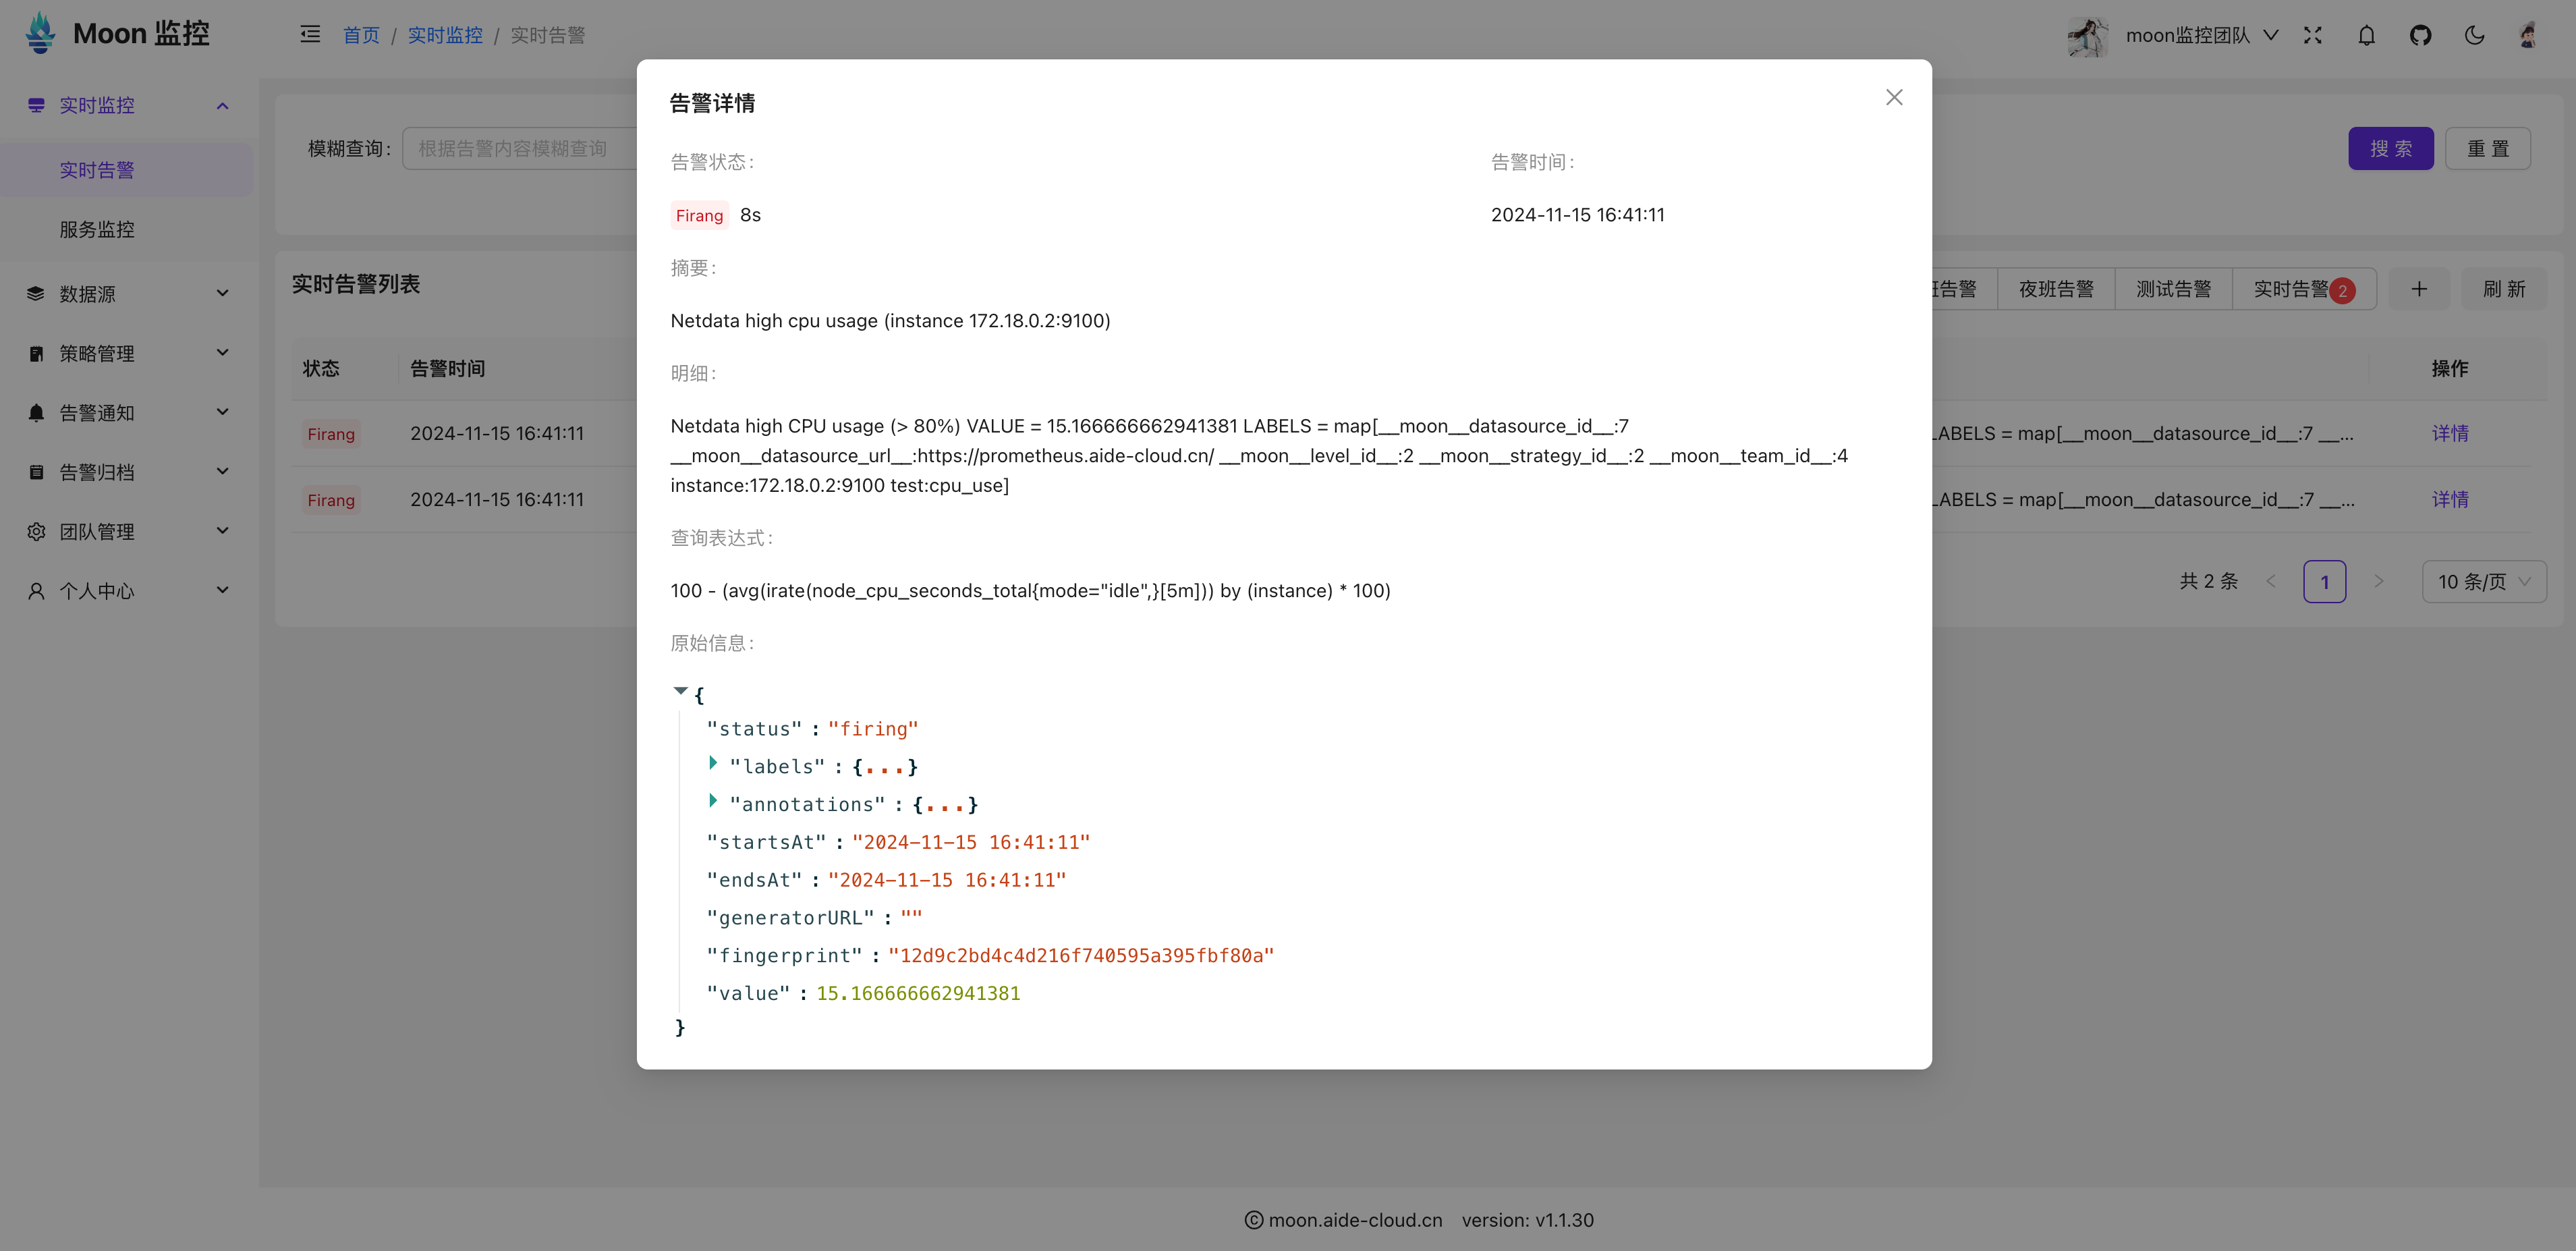 Moon 监控
首页 / 实时监控 / 实时告警
moon监控团队
实时监控
实时告警
服务监控
数据源
策略管理
告警通知
告警归档
团队管理
个人中心
模糊查询:
根据告警内容模糊查询
搜 索
重 置
实时告警列表
告警
夜班告警
测试告警
实时告警 2
+
刷 新
状态 告警时间 操作
Firang 2024-11-15 16:41:11 LABELS = map[__moon__datasource_id__:7 __... 详情
Firang 2024-11-15 16:41:11 LABELS = map[__moon__datasource_id__:7 __... 详情
共 2 条 < 1 > 10 条/页
告警详情
告警状态: 告警时间:
Firang 8s 2024-11-15 16:41:11
摘要:
Netdata high cpu usage (instance 172.18.0.2:9100)
明细:
Netdata high CPU usage (> 80%) VALUE = 15.166666662941381 LABELS = map[__moon__datasource_id__:7
__moon__datasource_url__:https://prometheus.aide-cloud.cn/ __moon__level_id__:2 __moon__strategy_id__:2 __moon__team_id__:4
instance:172.18.0.2:9100 test:cpu_use]
查询表达式:
100 - (avg(irate(node_cpu_seconds_total{mode="idle",}[5m])) by (instance) * 100)
原始信息:
{
"status" : "firing"
"labels" : {...}
"annotations" : {...}
"startsAt" : "2024-11-15 16:41:11"
"endsAt" : "2024-11-15 16:41:11"
"generatorURL" : ""
"fingerprint" : "12d9c2bd4c4d216f740595a395fbf80a"
"value" : 15.166666662941381
}
© moon.aide-cloud.cn version: v1.1.30